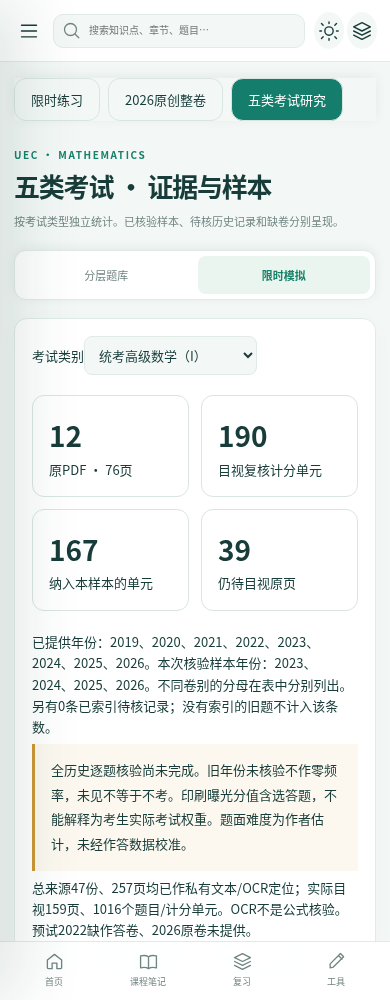 搜索知识点、章节、题目…
限时练习
2026原创整卷
五类考试研究
UEC · MATHEMATICS
五类考试 · 证据与样本
按考试类型独立统计。已核验样本、待核历史记录和缺卷分别呈现。
分层题库
限时模拟
考试类别
统考高级数学（I）
12
原PDF · 76页
190
目视复核计分单元
167
纳入本样本的单元
39
仍待目视原页
已提供年份：2019、2020、2021、2022、2023、
2024、2025、2026。本次核验样本年份：2023、
2024、2025、2026。不同卷别的分母在表中分别列出。
另有0条已索引待核记录；没有索引的旧题不计入该条
数。
全历史逐题核验尚未完成。旧年份未核验不作零频
率，未见不等于不考。印刷曝光分值含选答题，不
能解释为考生实际考试权重。题面难度为作者估
计，未经作答数据校准。
总来源47份、257页均已作私有文本/OCR定位；实际目
视159页、1016个题目/计分单元。OCR不是公式核验。
预试2022缺作答卷、2026原卷未提供。
首页
课程笔记
复习
工具